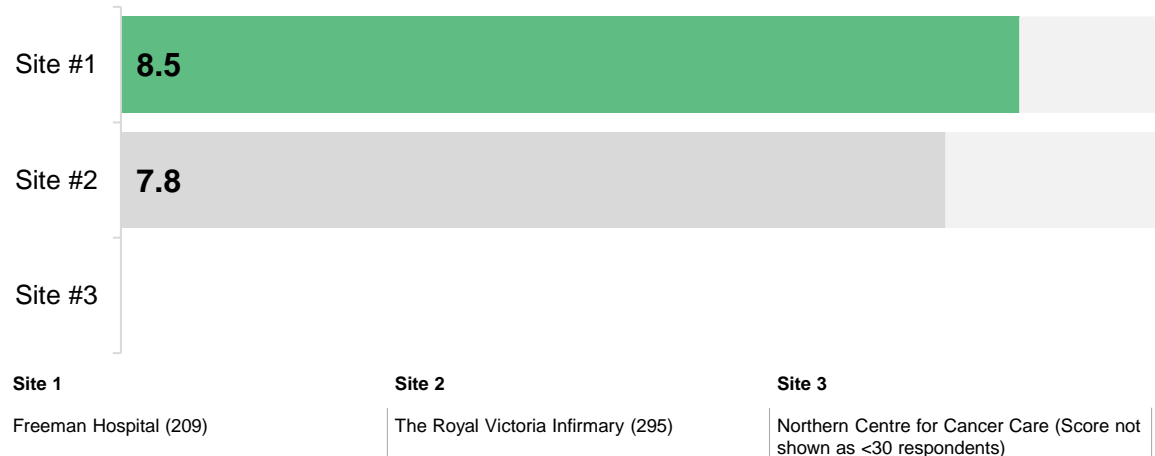 Site #1
8.5
Site #2
7.8
Site #3
Site 1
Freeman Hospital (209)
Site 2
The Royal Victoria Infirmary (295)
Site 3
Northern Centre for Cancer Care (Score not
shown as <30 respondents)